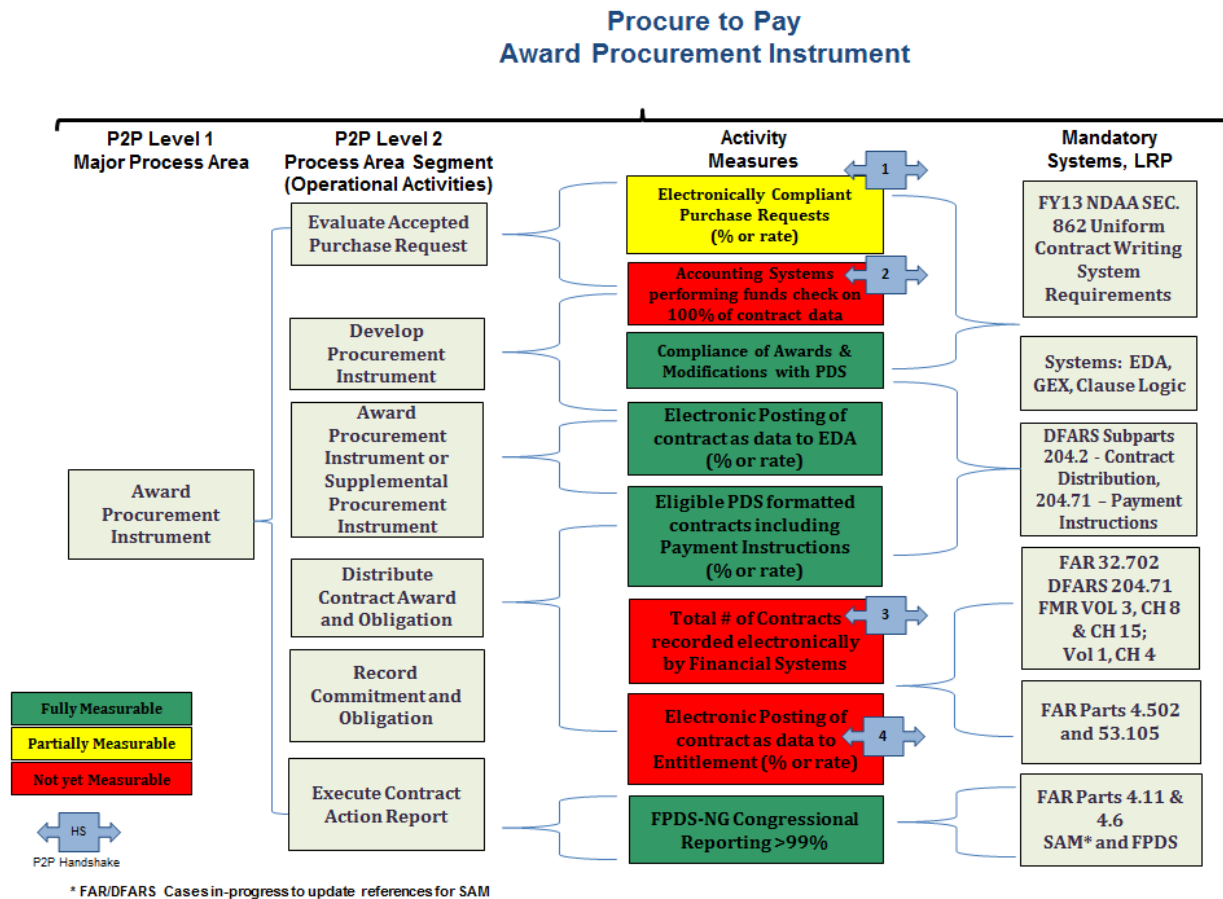 Procure to Pay
Award Procurement Instrument
P2P Level 1
Major Process Area
P2P Level 2
Process Area Segment
(Operational Activities)
Activity
Measures
Mandatory
Systems, LRP
Award
Procurement
Instrument
Evaluate Accepted
Purchase Request
Develop
Procurement
Instrument
Award
Procurement
Instrument or
Supplemental
Procurement
Instrument
Distribute
Contract Award
and Obligation
Record
Commitment and
Obligation
Execute Contract
Action Report
1
Electronically Compliant
Purchase Requests
(% or rate)
2
Accounting Systems
performing funds check on
100% of contract data
Compliance of Awards &
Modifications with PDS
Electronic Posting of
contract as data to EDA
(% or rate)
Eligible PDS formatted
contracts including
Payment Instructions
(% or rate)
3
Total # of Contracts
recorded electronically
by Financial Systems
4
Electronic Posting of
contract as data to
Entitlement (% or rate)
FPDS-NG Congressional
Reporting >99%
FY13 NDAA SEC.
862 Uniform
Contract Writing
System
Requirements
Systems: EDA,
GEX, Clause Logic
DFARS Subparts
204.2 - Contract
Distribution,
204.71 – Payment
Instructions
FAR 32.702
DFARS 204.71
FMR VOL 3, CH 8
& CH 15;
Vol 1, CH 4
FAR Parts 4.502
and 53.105
FAR Parts 4.11 &
4.6
SAM* and FPDS
Fully Measurable
Partially Measurable
Not yet Measurable
HS
P2P Handshake
* FAR/DFARS Cases in-progress to update references for SAM